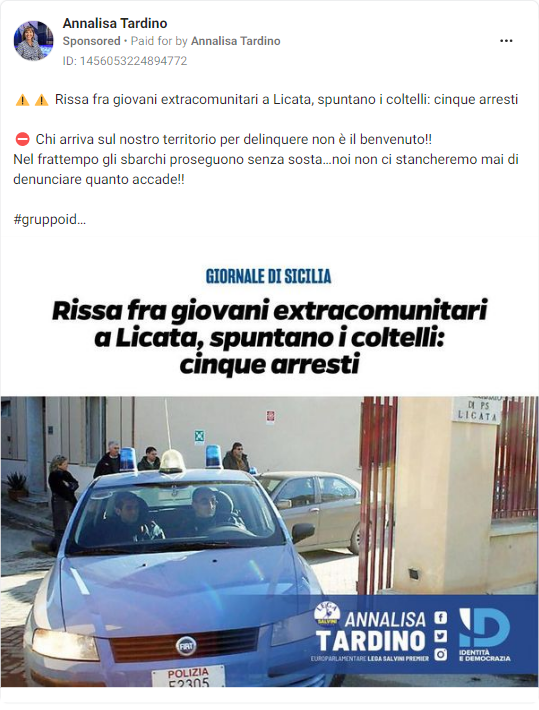 Annalisa Tardino
Sponsored • Paid for by Annalisa Tardino
ID: 1456053224894772
⚠️ ⚠️ Rissa fra giovani extracomunitari a Licata, spuntano i coltelli: cinque arresti
⛔ Chi arriva sul nostro territorio per delinquere non è il benvenuto!!
Nel frattempo gli sbarchi proseguono senza sosta...noi non ci stancheremo mai di
denunciare quanto accade!!
#gruppoid...
GIORNALE DI SICILIA
Rissa fra giovani extracomunitari
a Licata, spuntano i coltelli:
cinque arresti
DI PS
LICATA
FIAT
POLIZIA
F2305
LEGA
SALVINI
ANNALISA
TARDINO
EUROPARLAMENTARE LEGA SALVINI PREMIER
ID
IDENTITÀ
E DEMOCRAZIA